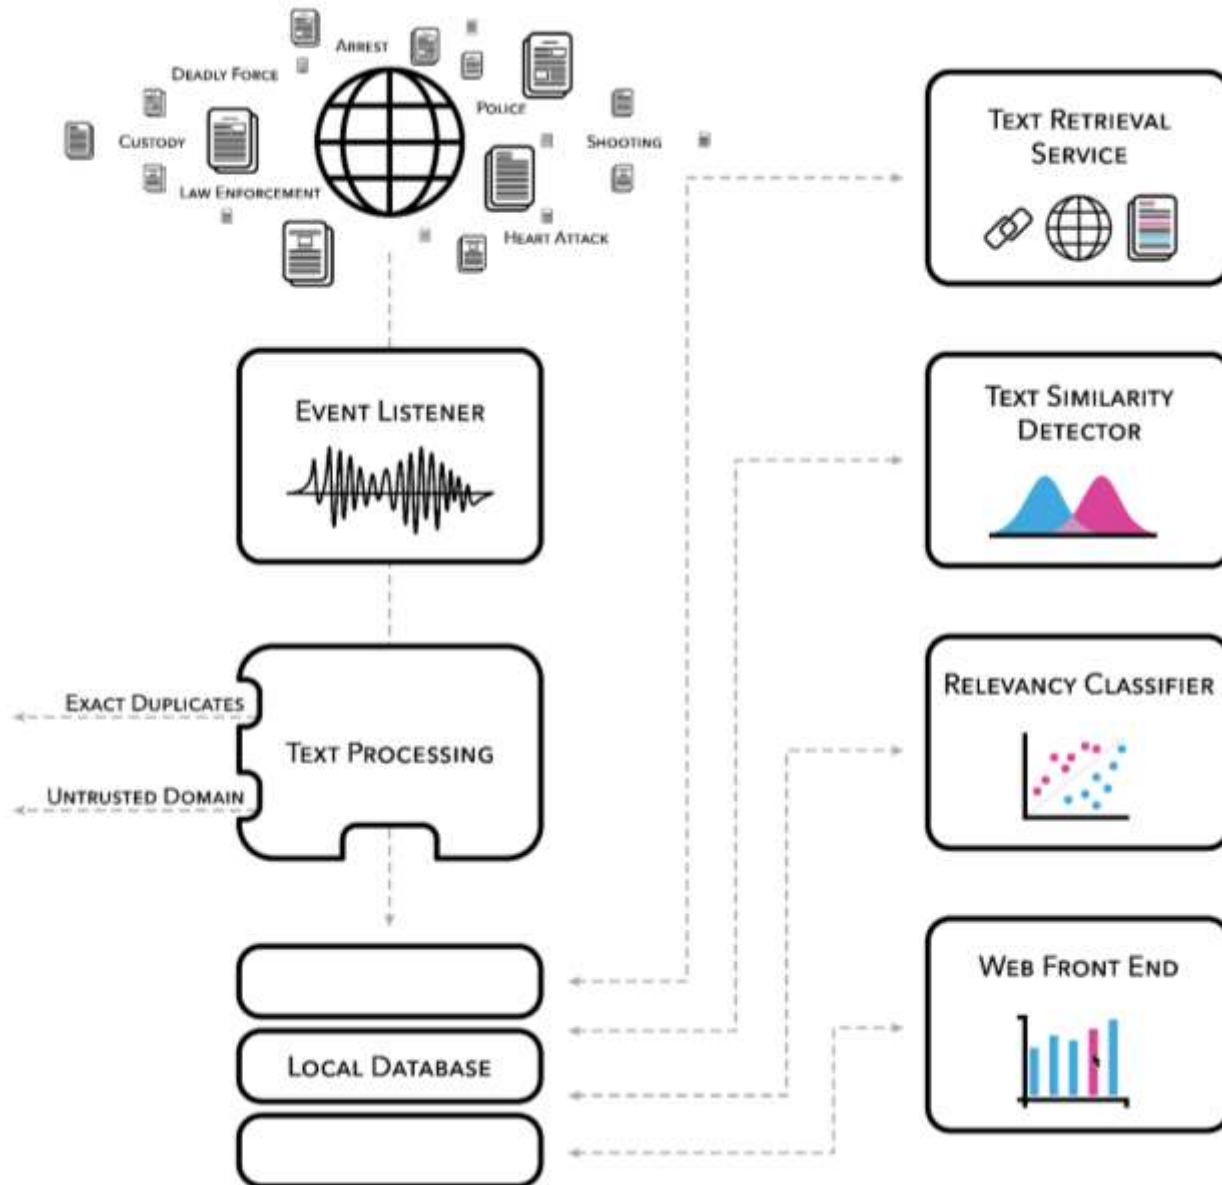 ARREST
DEADLY FORCE
POLICE
CUSTODY
SHOOTING
LAW ENFORCEMENT
HEART ATTACK
EVENT LISTENER
EXACT DUPLICATES
TEXT PROCESSING
UNTRUSTED DOMAIN
LOCAL DATABASE
TEXT RETRIEVAL
SERVICE
TEXT SIMILARITY
DETECTOR
RELEVANCY CLASSIFIER
WEB FRONT END